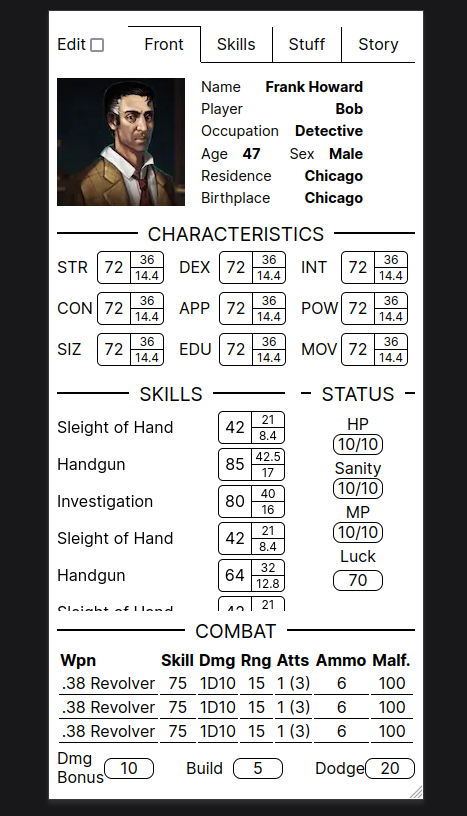 Edit Front Skills Stuff Story
Name Frank Howard
Player Bob
Occupation Detective
Age 47 Sex Male
Residence Chicago
Birthplace Chicago
CHARACTERISTICS
STR 72 36 14.4 DEX 72 36 14.4 INT 72 36 14.4
CON 72 36 14.4 APP 72 36 14.4 POW 72 36 14.4
SIZ 72 36 14.4 EDU 72 36 14.4 MOV 72 36 14.4
SKILLS
Sleight of Hand 42 21 8.4
Handgun 85 42.5 17
Investigation 80 40 16
Sleight of Hand 42 21 8.4
Handgun 64 32 12.8
Sleight of Hand 42 21
STATUS
HP
10/10
Sanity
10/10
MP
10/10
Luck
70
COMBAT
Wpn Skill Dmg Rng Atts Ammo Malf.
.38 Revolver 75 1D10 15 1 (3) 6 100
.38 Revolver 75 1D10 15 1 (3) 6 100
.38 Revolver 75 1D10 15 1 (3) 6 100
Dmg
Bonus 10 Build 5 Dodge 20